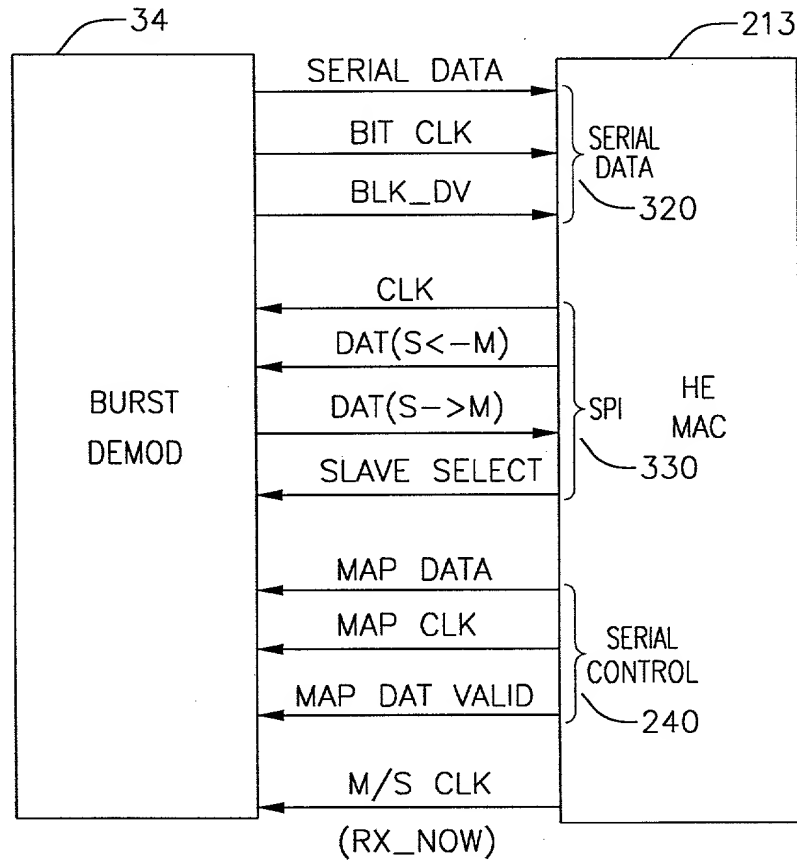 34
213
SERIAL DATA
BIT CLK
BLK_DV
SERIAL
DATA
320
CLK
DAT(S<-M)
DAT(S->M)
SLAVE SELECT
SPI
330
BURST
DEMOD
HE
MAC
MAP DATA
MAP CLK
MAP DAT VALID
SERIAL
CONTROL
240
M/S CLK
(RX_NOW)